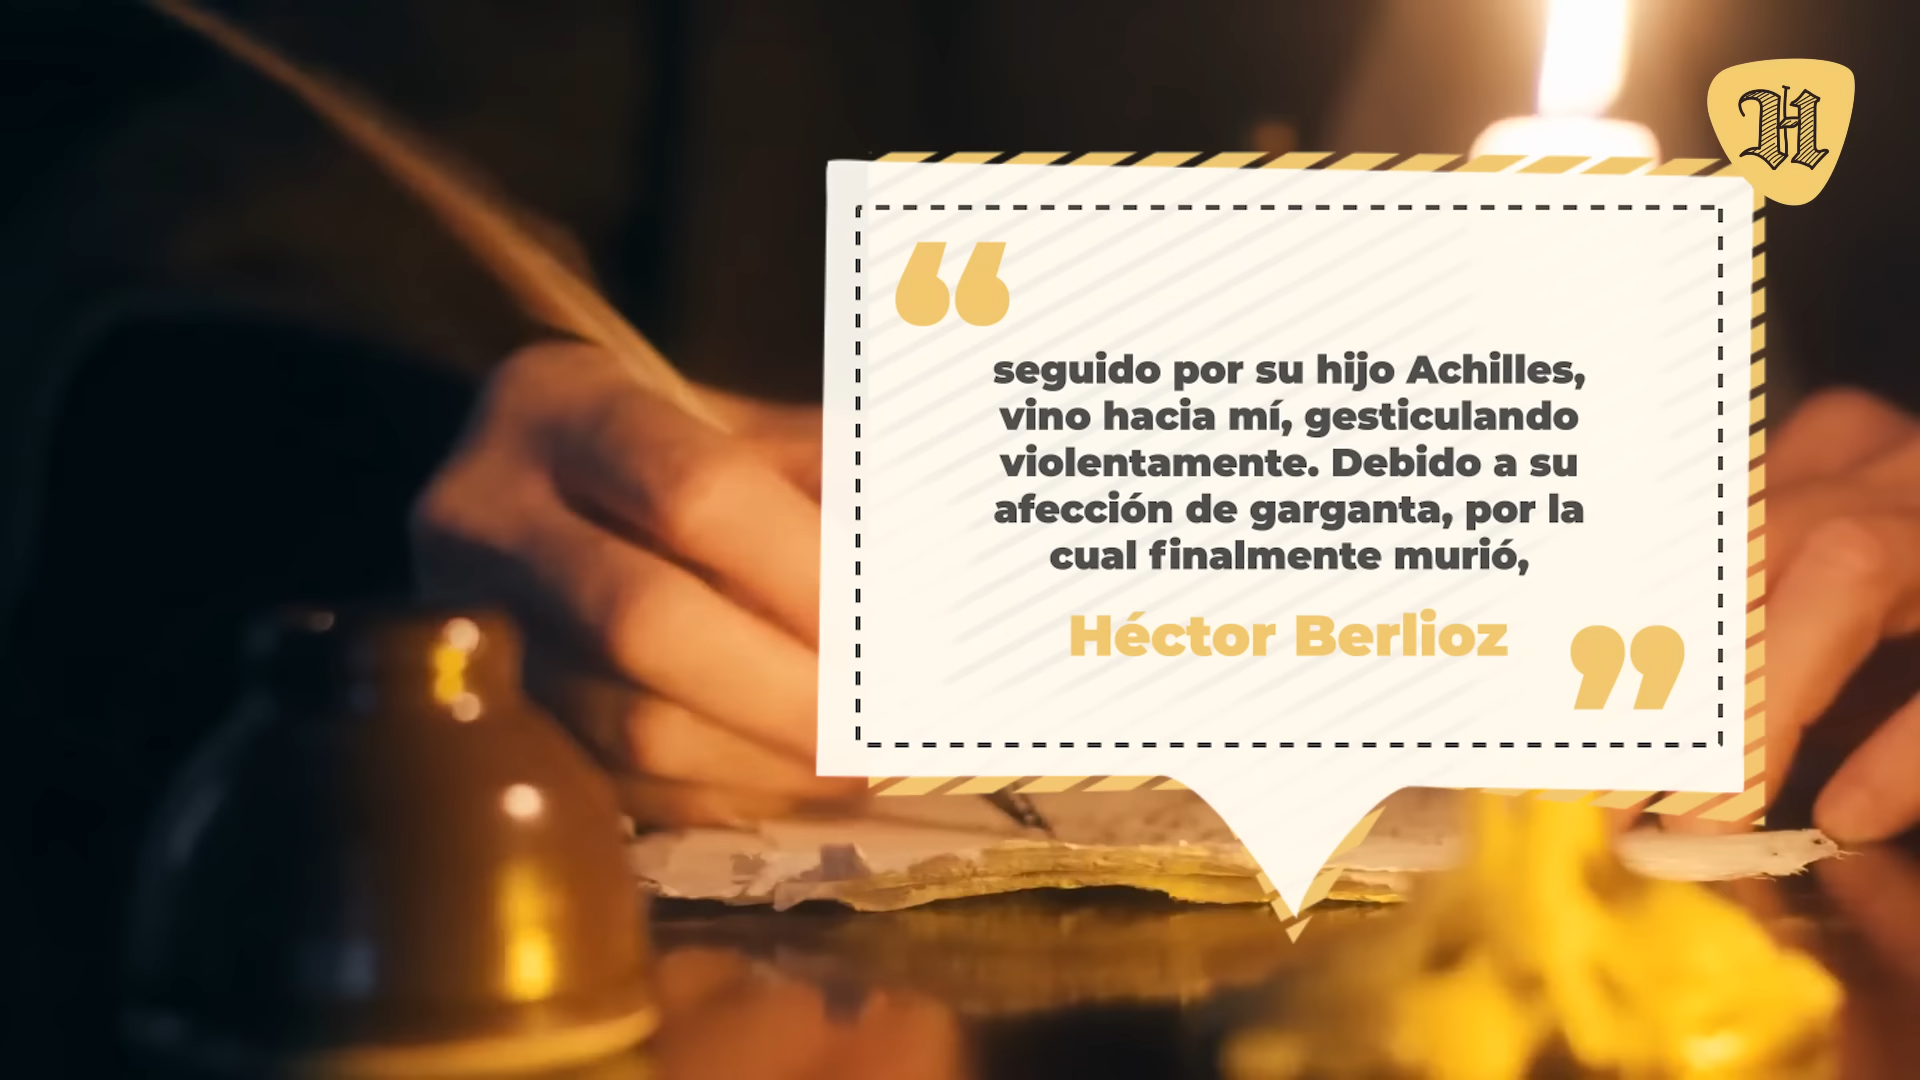 H
“
seguido por su hijo Achilles,
vino hacia mí, gesticulando
violentamente. Debido a su
afección de garganta, por la
cual finalmente murió,
Héctor Berlioz
”